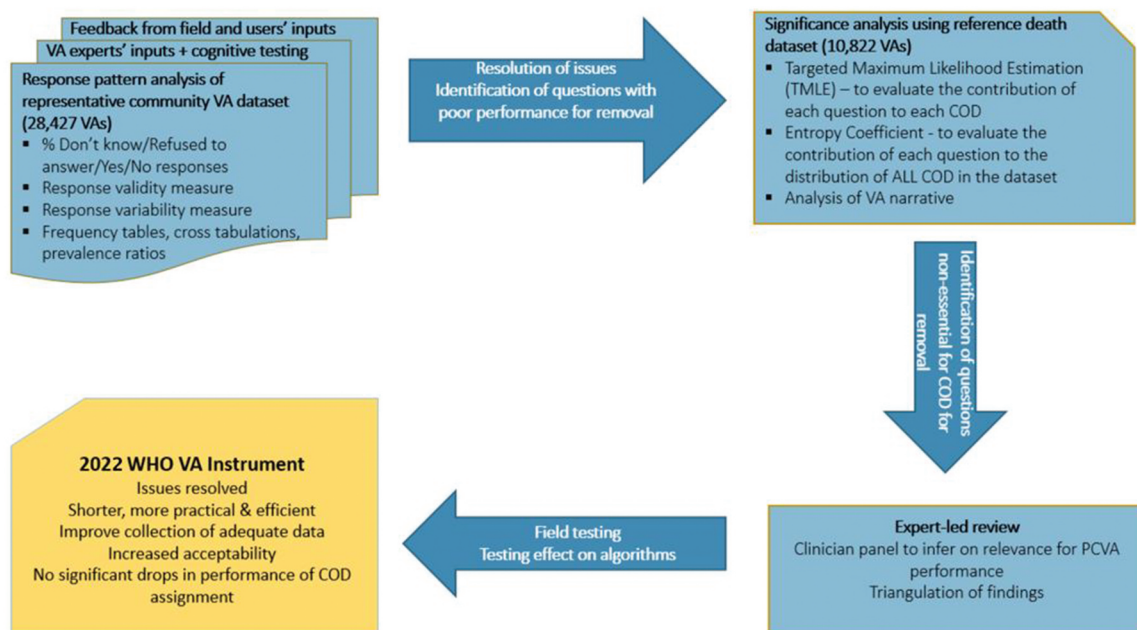 Feedback from field and users' inputs
VA experts' inputs + cognitive testing
Response pattern analysis of
representative community VA dataset
(28,427 VAs)
▪ % Don't know/Refused to
answer/Yes/No responses
▪ Response validity measure
▪ Response variability measure
▪ Frequency tables, cross tabulations,
prevalence ratios
Resolution of issues
Identification of questions with
poor performance for removal
Significance analysis using reference death
dataset (10,822 VAs)
▪ Targeted Maximum Likelihood Estimation
(TMLE) – to evaluate the contribution of
each question to each COD
▪ Entropy Coefficient - to evaluate the
contribution of each question to the
distribution of ALL COD in the dataset
▪ Analysis of VA narrative
Identification of questions
non-essential for COD for
removal
Expert-led review
Clinician panel to infer on relevance for PCVA
performance
Triangulation of findings
Field testing
Testing effect on algorithms
2022 WHO VA Instrument
Issues resolved
Shorter, more practical & efficient
Improve collection of adequate data
Increased acceptability
No significant drops in performance of COD
assignment